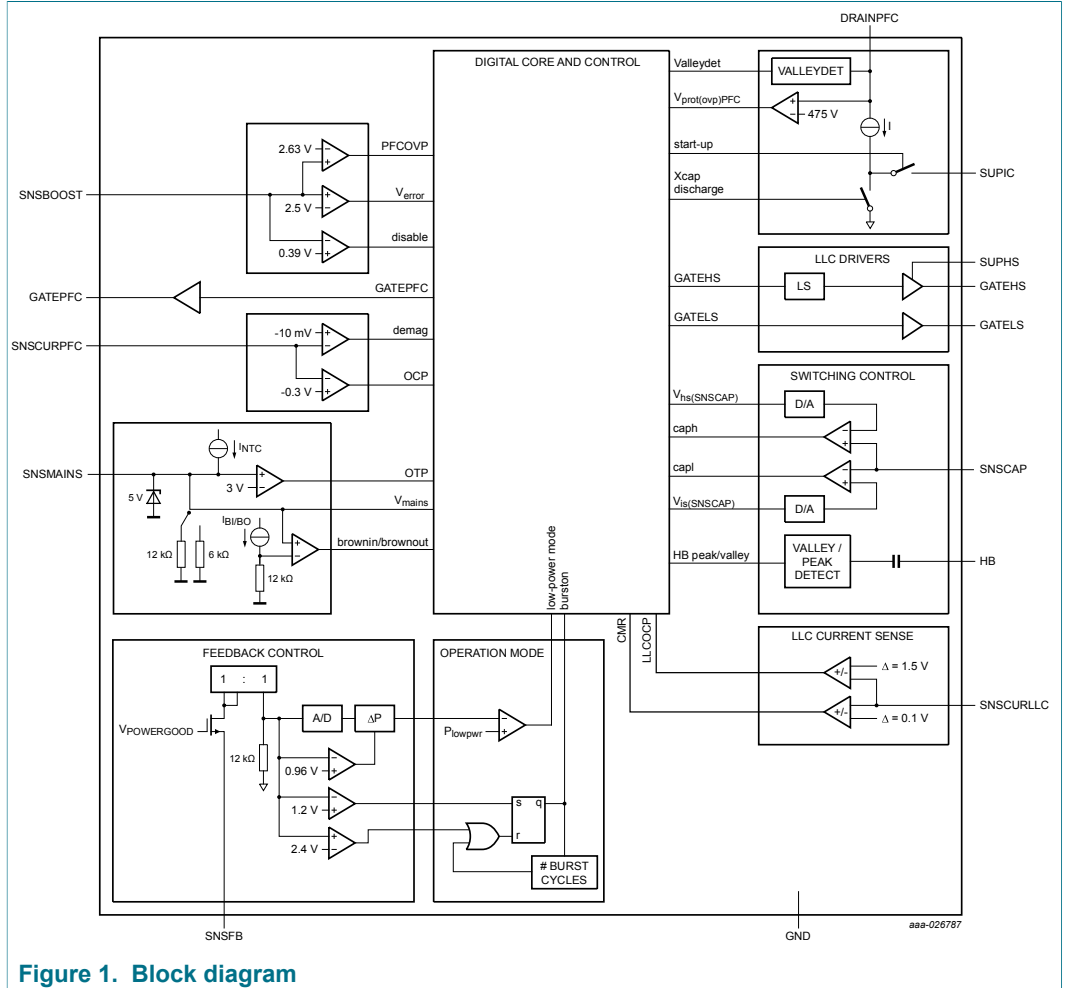 DRAINPFC
DIGITAL CORE AND CONTROL
Valleydet
VALLEYDET
Vprot(ovp)PFC
+
−
475 V
I
start-up
SUPIC
Xcap
discharge
2.63 V
−
+
PFCOVP
SNSBOOST
+
−
2.5 V
Verror
−
+
0.39 V
disable
LLC DRIVERS
SUPHS
GATEPFC
GATEPFC
GATEHS
LS
GATEHS
GATELS
GATELS
SNSCURPFC
-10 mV
+
−
demag
−
+
-0.3 V
OCP
SWITCHING CONTROL
Vhs(SNSCAP)
D/A
caph
−
+
SNSCAP
capl
−
+
Vls(SNSCAP)
D/A
HB peak/valley
VALLEY /
PEAK
DETECT
HB
INTC
SNSMAINS
+
−
3 V
OTP
5 V
Vmains
IBI/BO
+
−
brownin/brownout
12 kΩ
6 kΩ
12 kΩ
low-power mode
burston
CMR
LLCOCP
LLC CURRENT SENSE
+/-
Δ = 1.5 V
SNSCURLLC
+/-
Δ = 0.1 V
FEEDBACK CONTROL
1 : 1
VPOWERGOOD
A/D
ΔP
12 kΩ
−
+
0.96 V
−
+
1.2 V
+
−
2.4 V
OPERATION MODE
−
+
Plowpwr
s q
r
# BURST
CYCLES
SNSFB
GND
aaa-026787
Figure 1. Block diagram